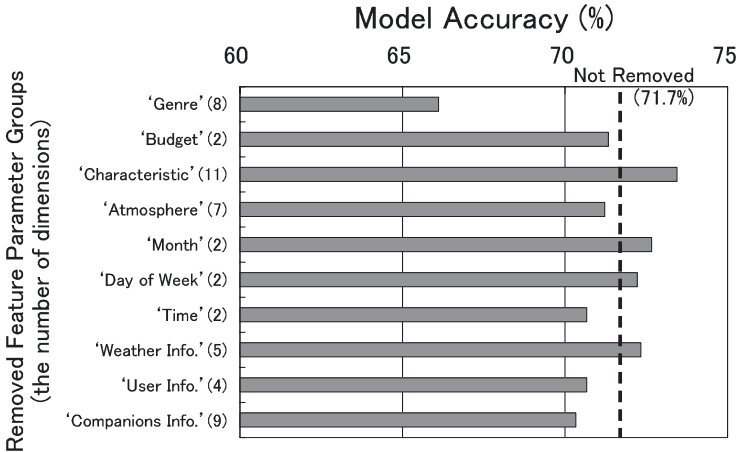 Model Accuracy (%)
60 65 70 75
Not Removed
(71.7%)
Removed Feature Parameter Groups
(the number of dimensions)
‘Genre’(8)
‘Budget’(2)
‘Characteristic’(11)
‘Atmosphere’(7)
‘Month’(2)
‘Day of Week’(2)
‘Time’(2)
‘Weather Info.’(5)
‘User Info.’(4)
‘Companions Info.’(9)